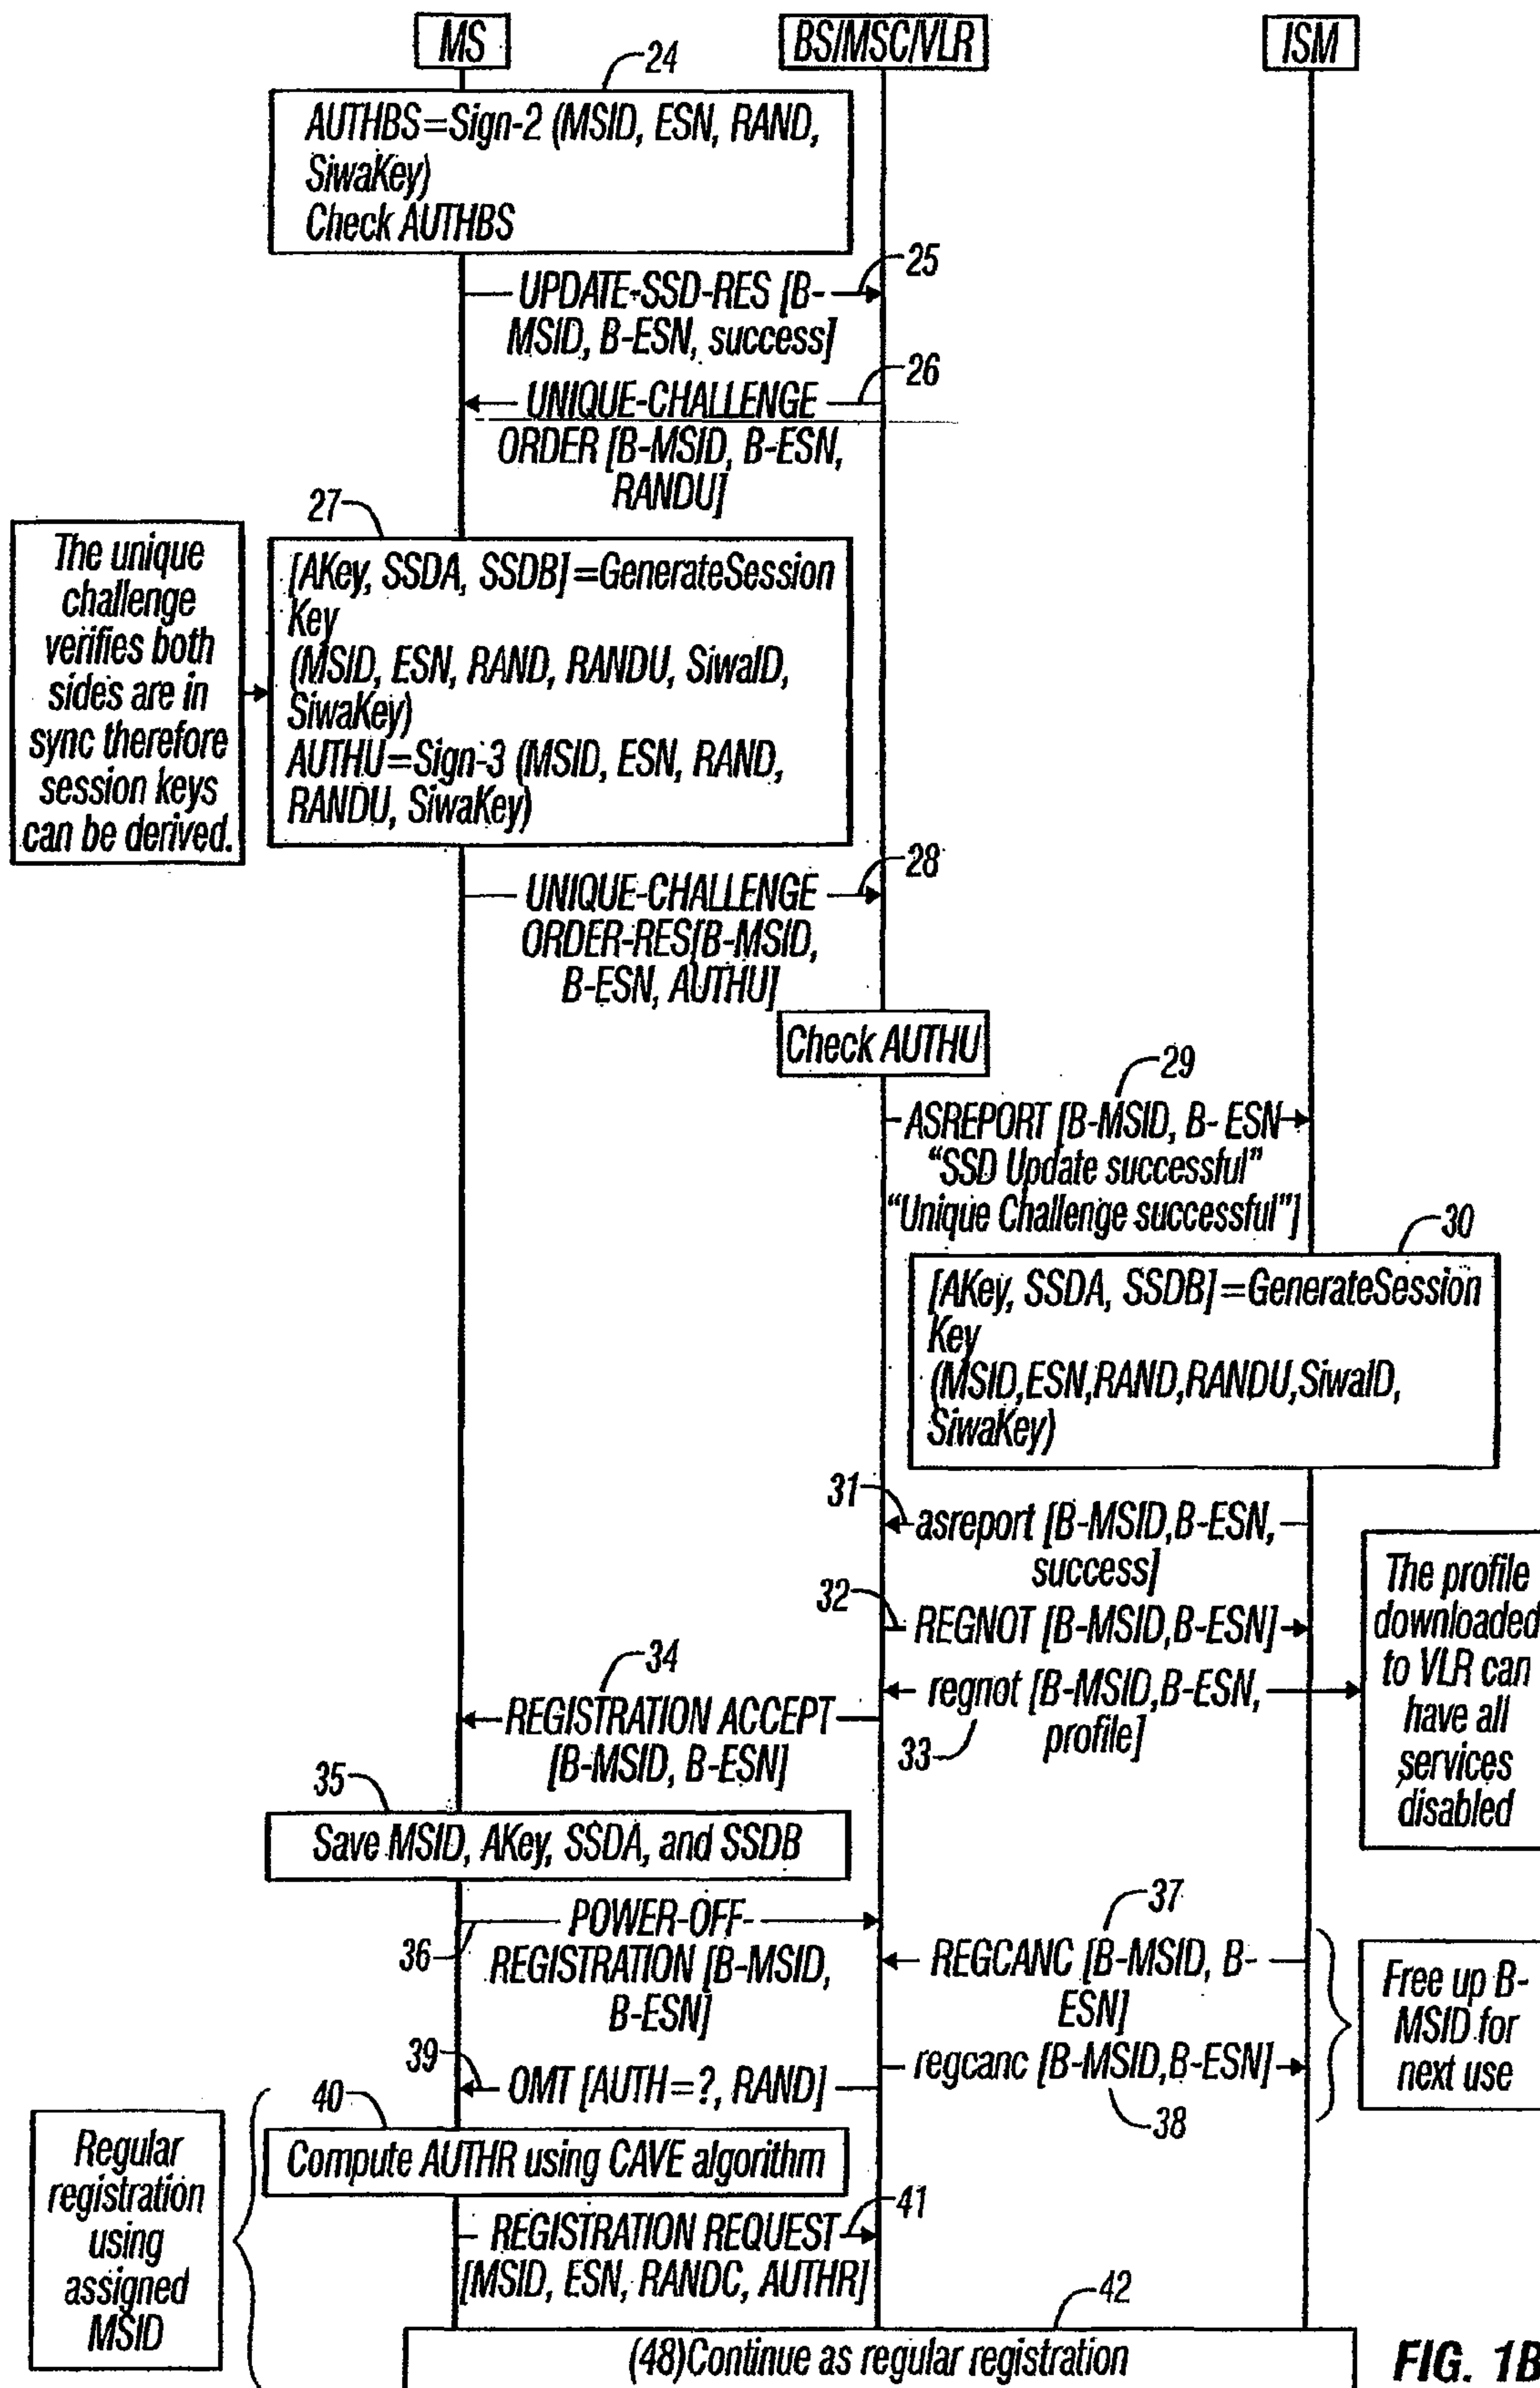 MS
BS/MSC/VLR
ISM
24
AUTHBS=Sign-2 (MSID, ESN, RAND,
SiwaKey)
Check AUTHBS
25
UPDATE-SSD-RES [B-
MSID, B-ESN, success]
26
UNIQUE-CHALLENGE
ORDER [B-MSID, B-ESN,
RANDU]
27
The unique
challenge
verifies both
sides are in
sync therefore
session keys
can be derived.
[AKey, SSDA, SSDB]=GenerateSession
Key
(MSID, ESN, RAND, RANDU, SiwaID,
SiwaKey)
AUTHU=Sign-3 (MSID, ESN, RAND,
RANDU, SiwaKey)
28
UNIQUE-CHALLENGE
ORDER-RES[B-MSID,
B-ESN, AUTHU]
Check AUTHU
29
ASREPORT [B-MSID, B- ESN
“SSD Update successful”
“Unique Challenge successful”]
30
[AKey, SSDA, SSDB]=GenerateSession
Key
(MSID,ESN,RAND,RANDU,SiwaID,
SiwaKey)
31
asreport [B-MSID,B-ESN,
success]
32
REGNOT [B-MSID,B-ESN]
The profile
downloaded
to VLR can
have all
services
disabled
34
REGISTRATION ACCEPT
[B-MSID, B-ESN]
regnot [B-MSID,B-ESN,
profile]
33
35
Save MSID, AKey, SSDA, and SSDB
36
POWER-OFF-
REGISTRATION [B-MSID,
B-ESN]
37
REGCANC [B-MSID, B-
ESN]
Free up B-
MSID for
next use
39
OMT [AUTH=?, RAND]
regcanc [B-MSID,B-ESN]
38
40
Regular
registration
using
assigned
MSID
Compute AUTHR using CAVE algorithm
41
REGISTRATION REQUEST
[MSID, ESN, RANDC, AUTHR]
42
(48)Continue as regular registration
FIG. 1B